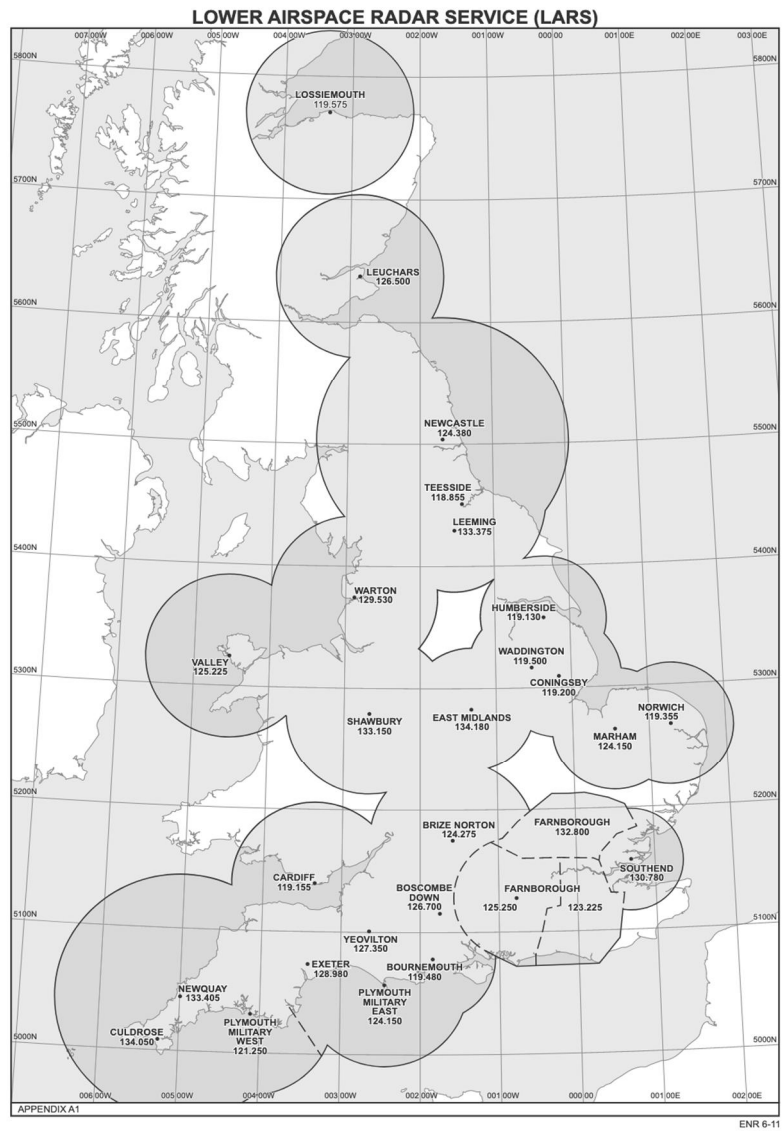 LOWER AIRSPACE RADAR SERVICE (LARS)
007.00W 006.00W 005.00W 004.00W 003.00W 002.00W 001.00W 000.00 001.00E 002.00E 003.00E
5800N 5800N
LOSSIEMOUTH
119.575
5700N 5700N
LEUCHARS
126.500
5600N 5600N
NEWCASTLE
124.380
5500N 5500N
TEESSIDE
118.855
LEEMING
133.375
5400N 5400N
WARTON
129.530
HUMBERSIDE
119.130
WADDINGTON
119.500
VALLEY
125.225
CONINGSBY
119.200
5300N 5300N
NORWICH
119.355
SHAWBURY
133.150
EAST MIDLANDS
134.180
MARHAM
124.150
5200N 5200N
BRIZE NORTON
124.275
FARNBOROUGH
132.800
SOUTHEND
130.780
CARDIFF
119.155
BOSCOMBE
DOWN
126.700
FARNBOROUGH
125.250 123.225
5100N 5100N
YEOVILTON
127.350
EXETER
128.980
BOURNEMOUTH
119.480
NEWQUAY
133.405
PLYMOUTH
MILITARY
EAST
124.150
PLYMOUTH
MILITARY
WEST
121.250
CULDROSE
134.050
5000N 5000N
006.00W 005.00W 004.00W 003.00W 002.00W 001.00W 000.00 001.00E 002.00E
APPENDIX A1
ENR 6-11